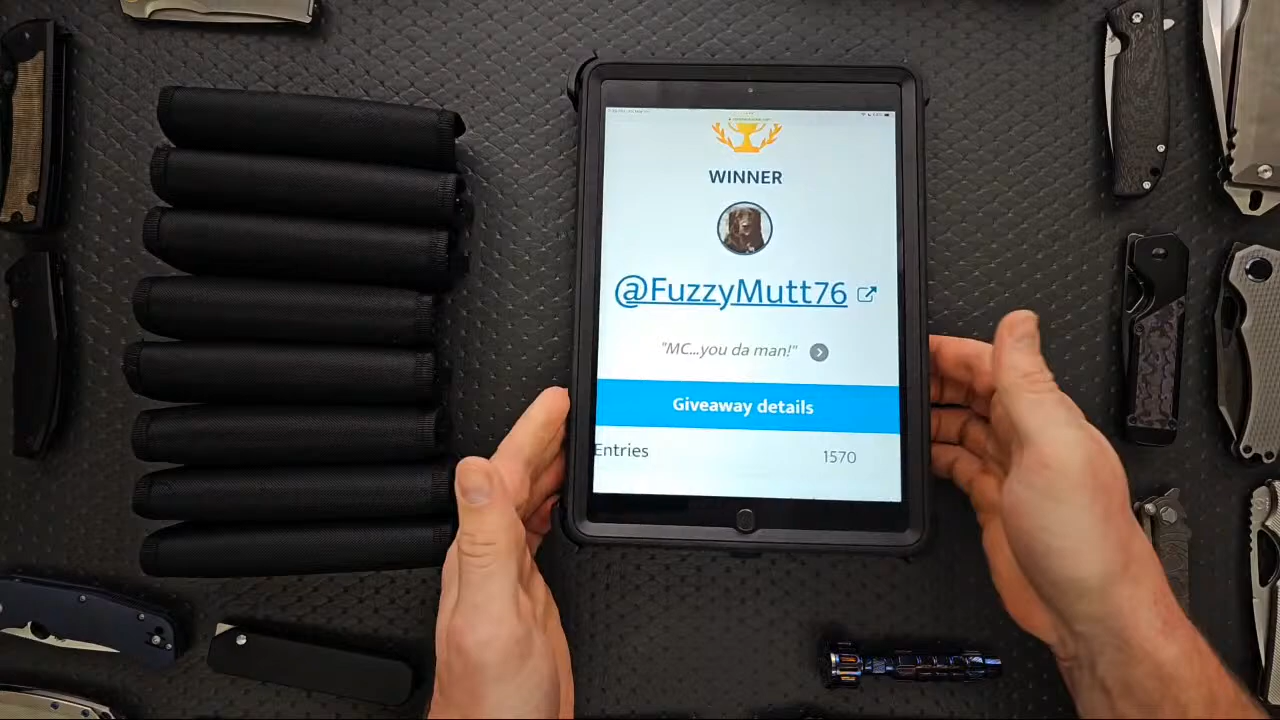 WINNER
@FuzzyMutt76
"MC...you da man!"
Giveaway details
Entries 1570